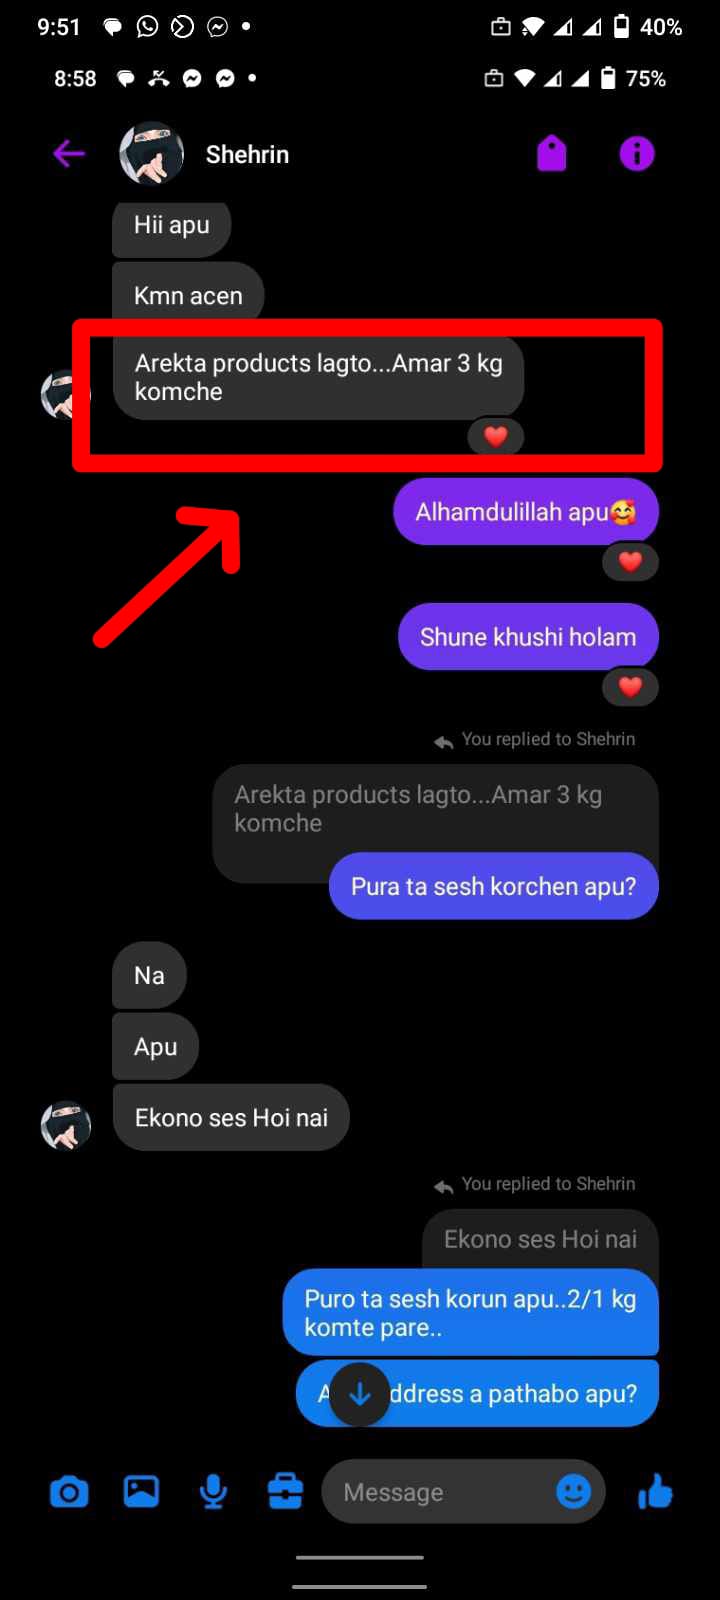 9:51
40%
8:58
75%
Shehrin
Hii apu
Kmn acen
Arekta products lagto...Amar 3 kg
komche
Alhamdulillah apu🥰
Shune khushi holam
You replied to Shehrin
Arekta products lagto...Amar 3 kg
komche
Pura ta sesh korchen apu?
Na
Apu
Ekono ses Hoi nai
You replied to Shehrin
Ekono ses Hoi nai
Puro ta sesh korun apu..2/1 kg
komte pare..
a pathabo apu?
Message